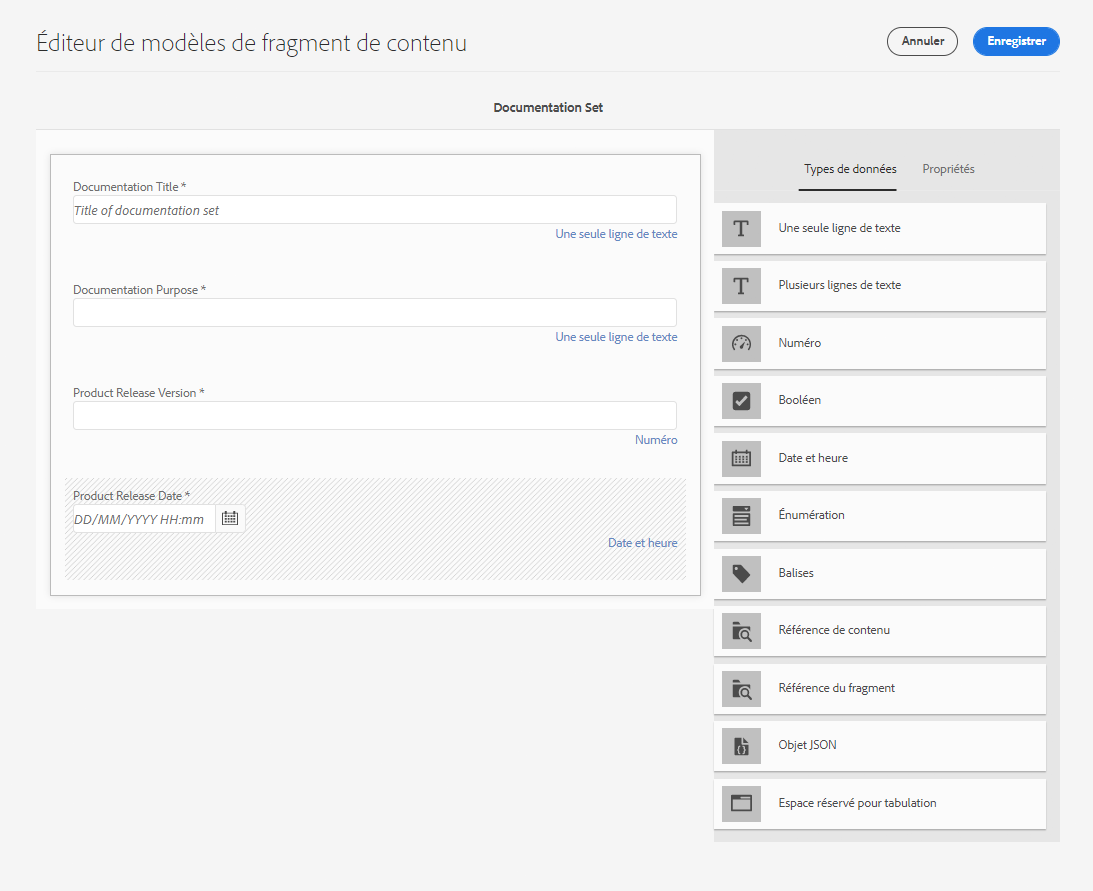 Éditeur de modèles de fragment de contenu
Annuler
Enregistrer
Documentation Set
Documentation Title *
Title of documentation set
Une seule ligne de texte
Documentation Purpose *
Une seule ligne de texte
Product Release Version *
Numéro
Product Release Date *
DD/MM/YYYY HH:mm
Date et heure
Types de données
Propriétés
Une seule ligne de texte
Plusieurs lignes de texte
Numéro
Booléen
Date et heure
Énumération
Balises
Référence de contenu
Référence du fragment
Objet JSON
Espace réservé pour tabulation